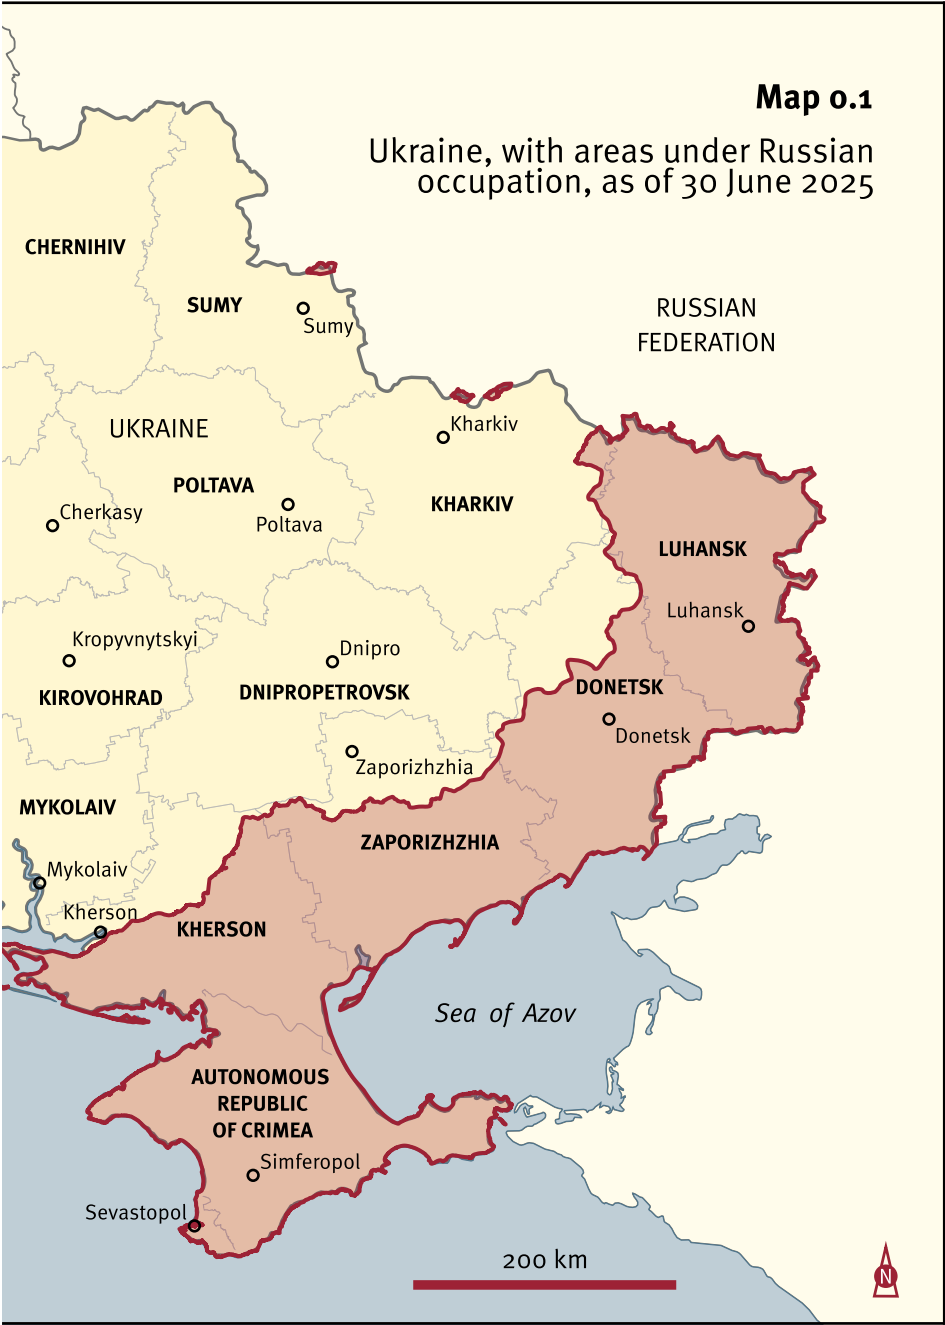 Map 0.1
Ukraine, with areas under Russian
occupation, as of 30 June 2025
CHERNIHIV
SUMY
Sumy
RUSSIAN
FEDERATION
UKRAINE
Kharkiv
POLTAVA
KHARKIV
Cherkasy
Poltava
LUHANSK
Luhansk
Kropyvnytskyi
Dnipro
KIROVOHRAD
DNIPROPETROVSK
DONETSK
Donetsk
Zaporizhzhia
MYKOLAIV
ZAPORIZHZHIA
Mykolaiv
Kherson
KHERSON
Sea of Azov
AUTONOMOUS
REPUBLIC
OF CRIMEA
Simferopol
Sevastopol
200 km
N